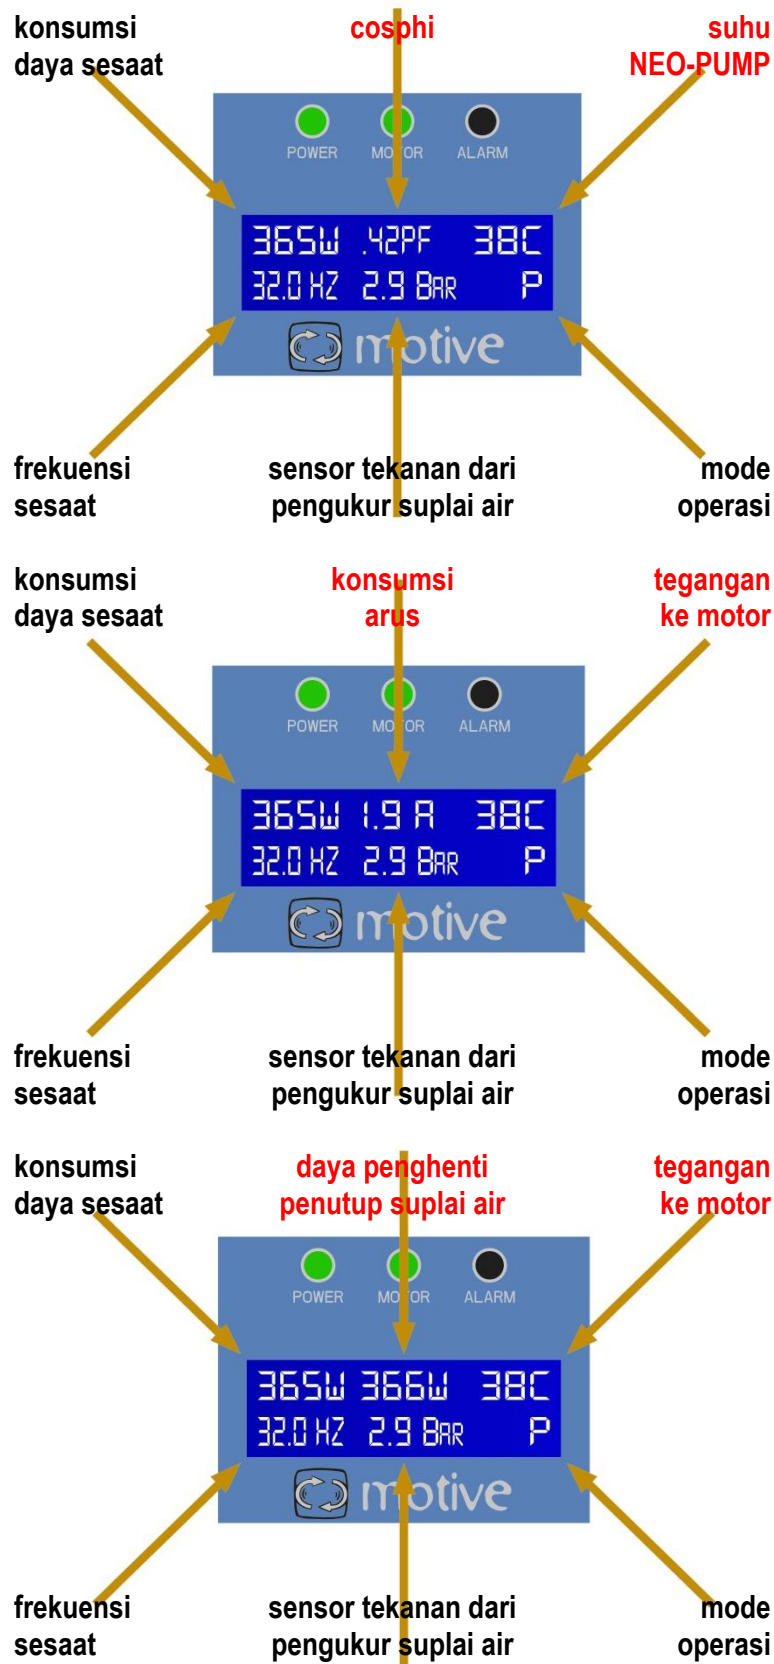 konsumsi cosphi suhu
daya sesaat NEO-PUMP
POWER MOTOR ALARM
365W .42PF 38C
32.0 HZ 2.9 BAR P
motive
frekuensi sensor tekanan dari mode
sesaat pengukur suplai air operasi
konsumsi konsumsi tegangan
daya sesaat arus ke motor
POWER MOTOR ALARM
365W 1.9 A 38C
32.0 HZ 2.9 BAR P
motive
frekuensi sensor tekanan dari mode
sesaat pengukur suplai air operasi
konsumsi daya penghenti tegangan
daya sesaat penutup suplai air ke motor
POWER MOTOR ALARM
365W 366W 38C
32.0 HZ 2.9 BAR P
motive
frekuensi sensor tekanan dari mode
sesaat pengukur suplai air operasi